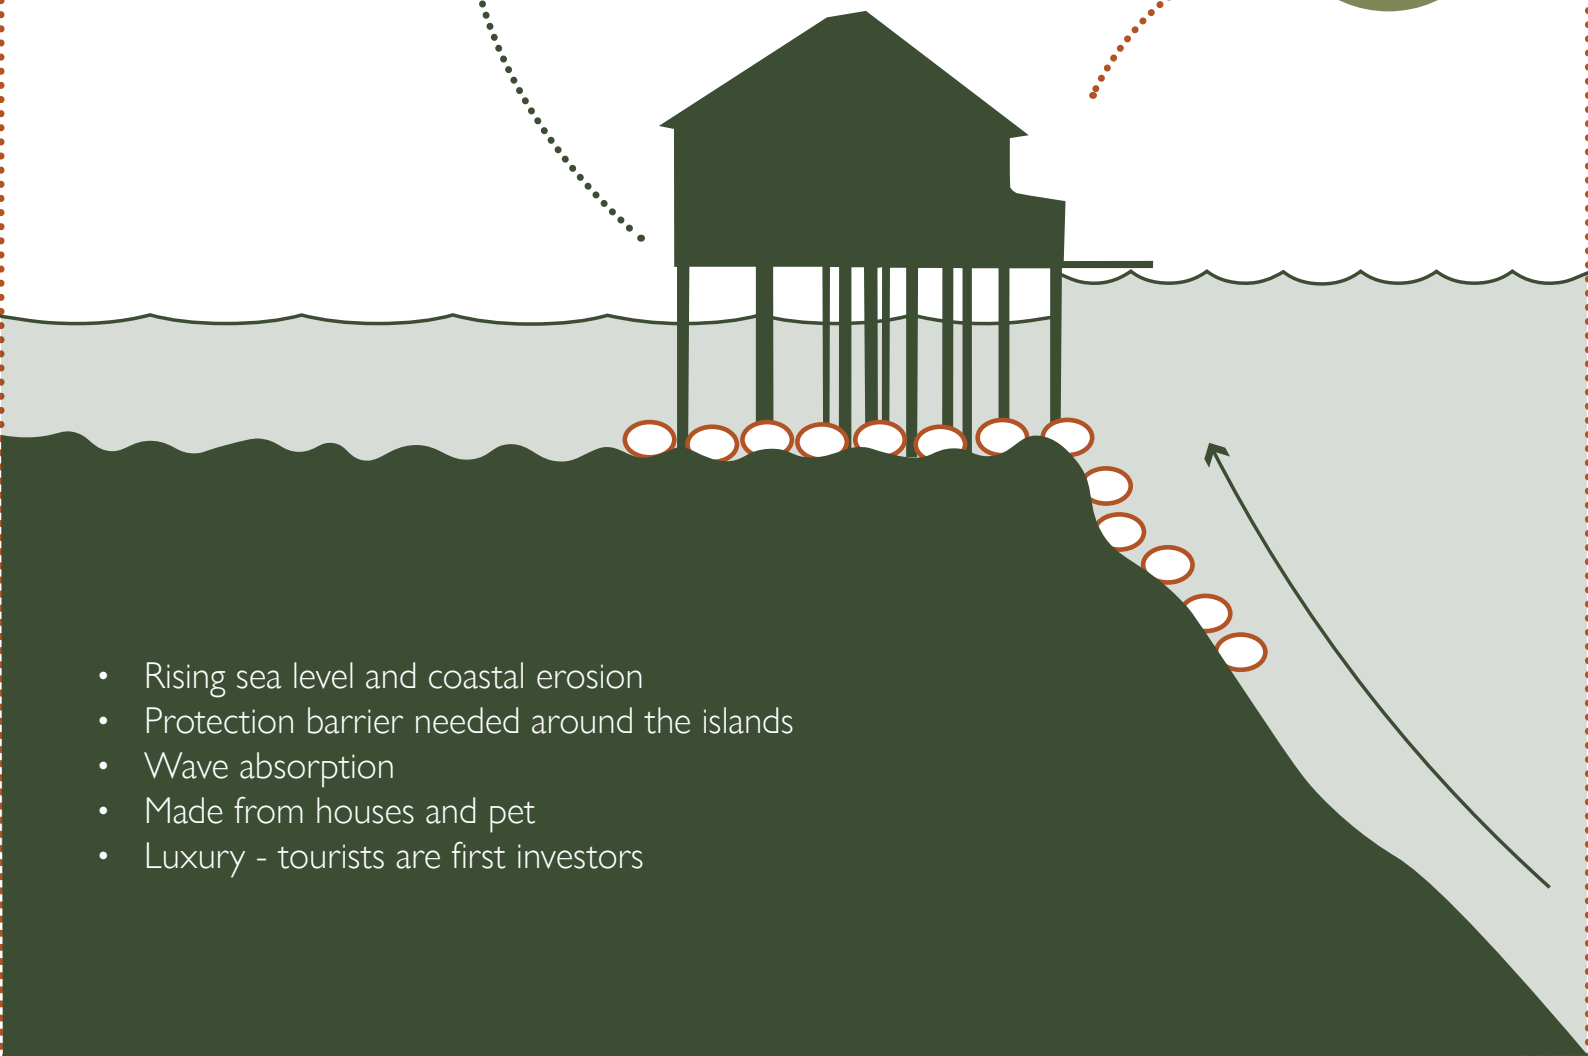 • Rising sea level and coastal erosion
• Protection barrier needed around the islands
• Wave absorption
• Made from houses and pet
• Luxury - tourists are first investors